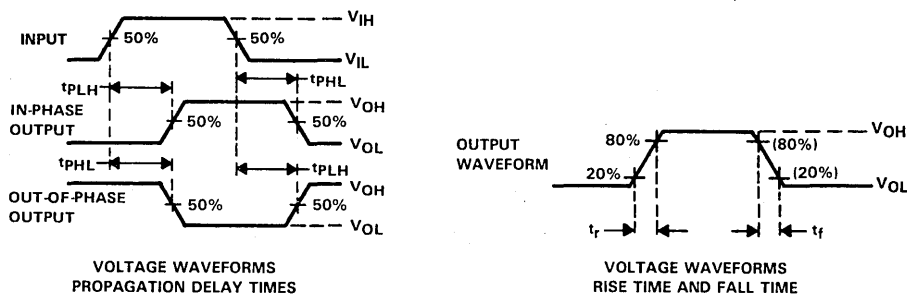 INPUT
50%
50%
VIH
VIL
tPLH
tPHL
IN-PHASE
OUTPUT
50%
50%
VOH
VOL
tPHL
tPLH
OUT-OF-PHASE
OUTPUT
50%
50%
VOH
VOL
VOLTAGE WAVEFORMS
PROPAGATION DELAY TIMES
OUTPUT
WAVEFORM
80%
20%
(80%)
(20%)
VOH
VOL
tr
tf
VOLTAGE WAVEFORMS
RISE TIME AND FALL TIME